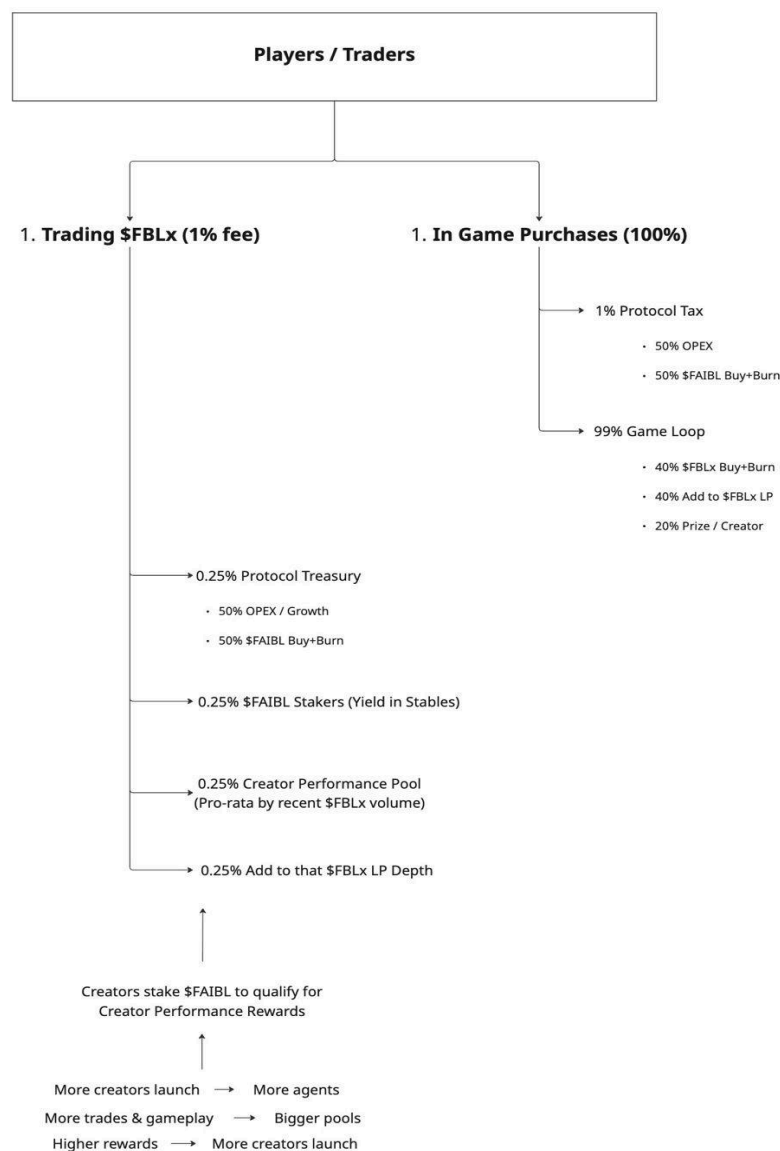 Players / Traders
1. Trading $FBLx (1% fee)
1. In Game Purchases (100%)
1% Protocol Tax
· 50% OPEX
· 50% $FAIBL Buy+Burn
99% Game Loop
· 40% $FBLx Buy+Burn
· 40% Add to $FBLx LP
· 20% Prize / Creator
0.25% Protocol Treasury
· 50% OPEX / Growth
· 50% $FAIBL Buy+Burn
0.25% $FAIBL Stakers (Yield in Stables)
0.25% Creator Performance Pool
(Pro-rata by recent $FBLx volume)
0.25% Add to that $FBLx LP Depth
Creators stake $FAIBL to qualify for
Creator Performance Rewards
More creators launch → More agents
More trades & gameplay → Bigger pools
Higher rewards → More creators launch